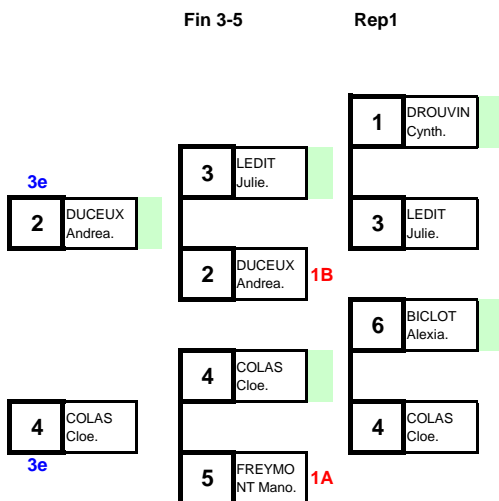 Fin 3-5 Rep1
1 DROUVIN
Cynth.
3 LEDIT
Julie.
3e
2 DUCEUX
Andrea.
3 LEDIT
Julie.
2 DUCEUX
Andrea. 1B
6 BICLOT
Alexia.
4 COLAS
Cloe.
4 COLAS
Cloe.
3e
4 COLAS
Cloe.
5 FREYMO
NT Mano. 1A